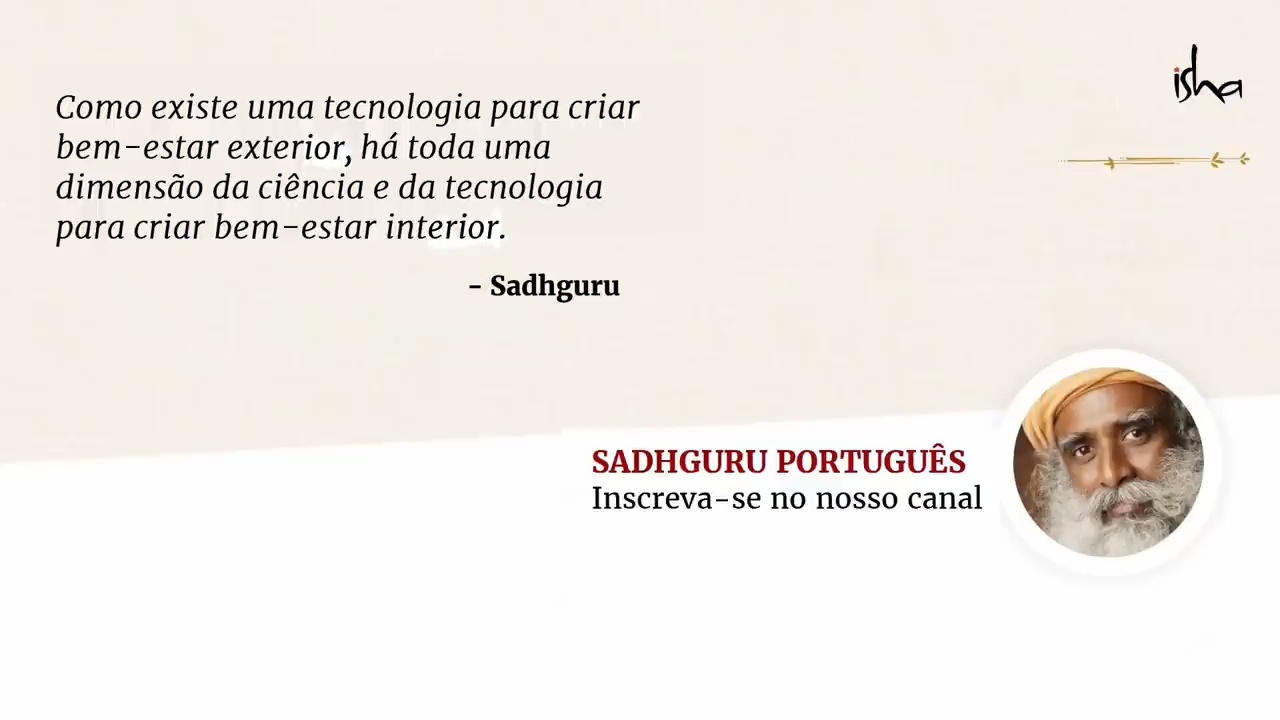 isha
Como existe uma tecnologia para criar
bem-estar exterior, há toda uma
dimensão da ciência e da tecnologia
para criar bem-estar interior.
- Sadhguru
SADHGURU PORTUGUÊS
Inscreva-se no nosso canal